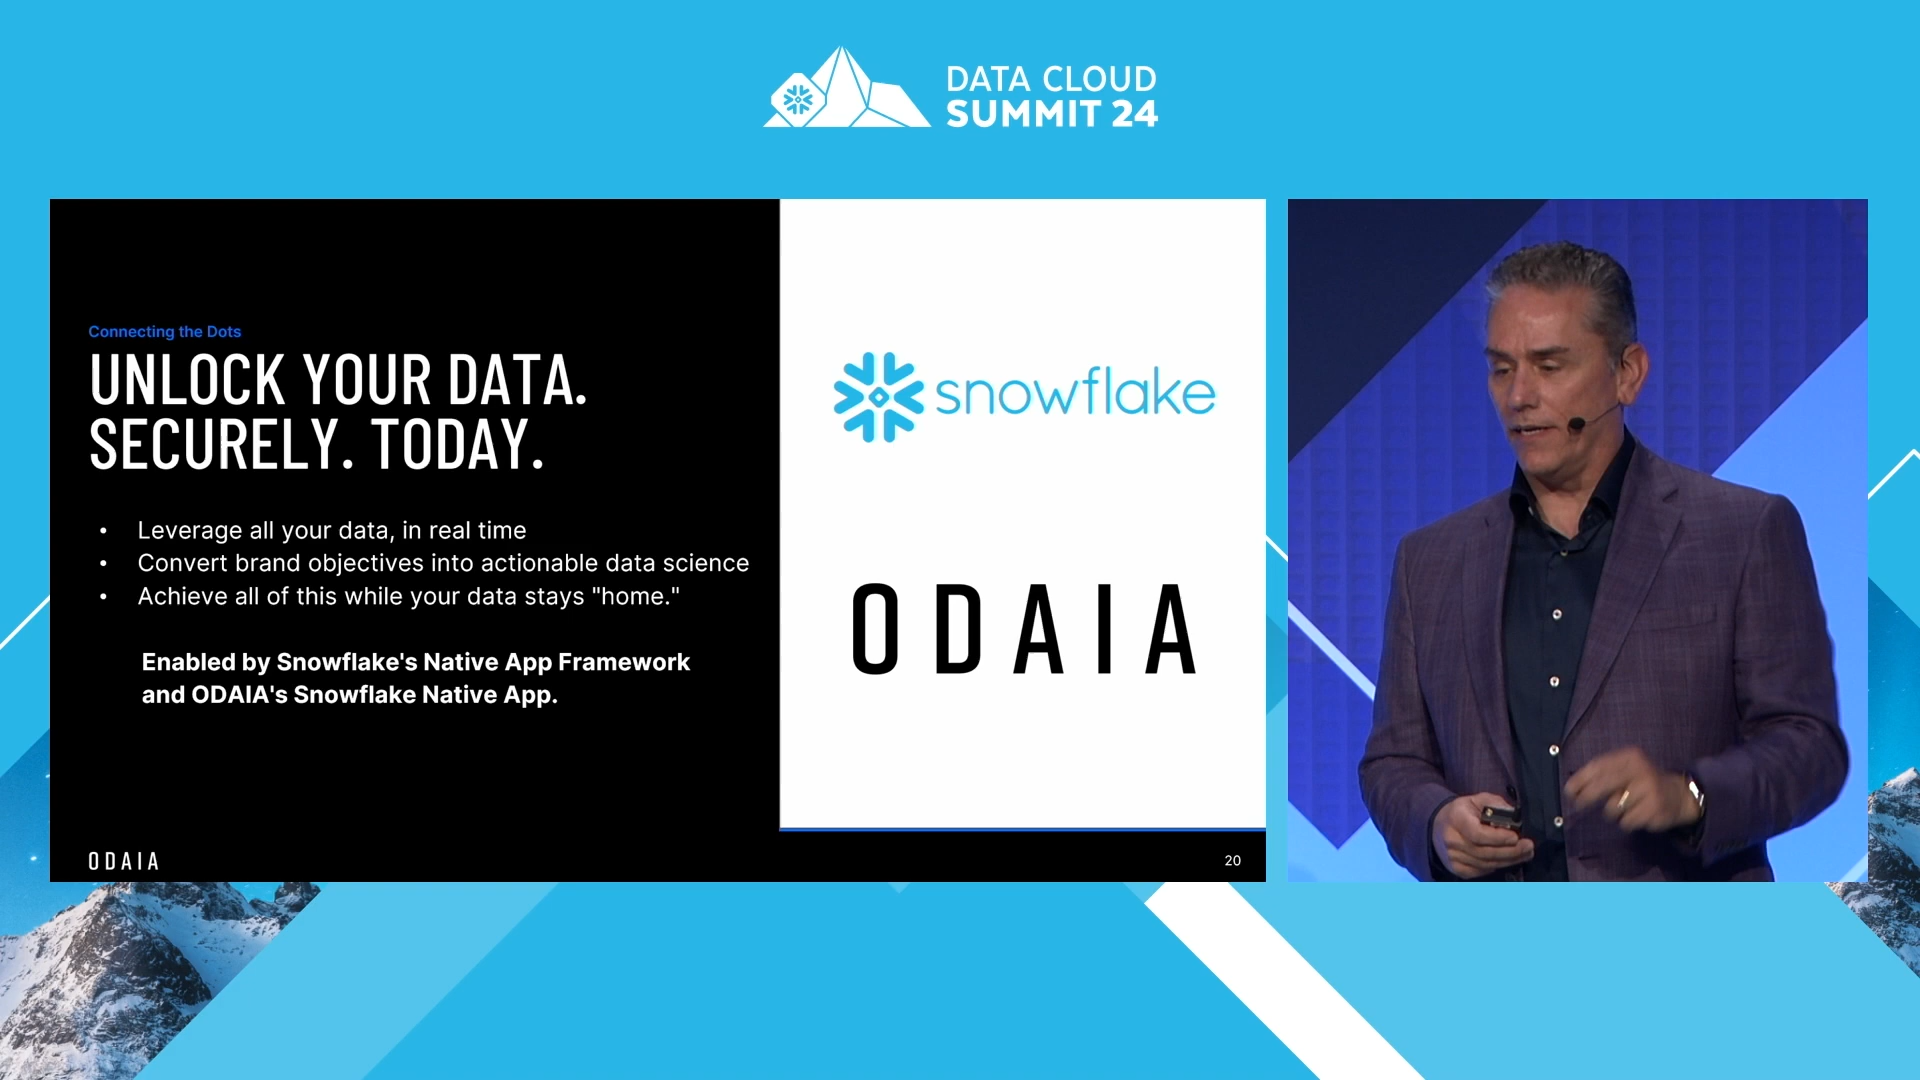 DATA CLOUD
SUMMIT 24
Connecting the Dots
UNLOCK YOUR DATA.
SECURELY. TODAY.
• Leverage all your data, in real time
• Convert brand objectives into actionable data science
• Achieve all of this while your data stays "home."
Enabled by Snowflake's Native App Framework
and ODAIA's Snowflake Native App.
snowflake
ODAIA
ODAIA
20